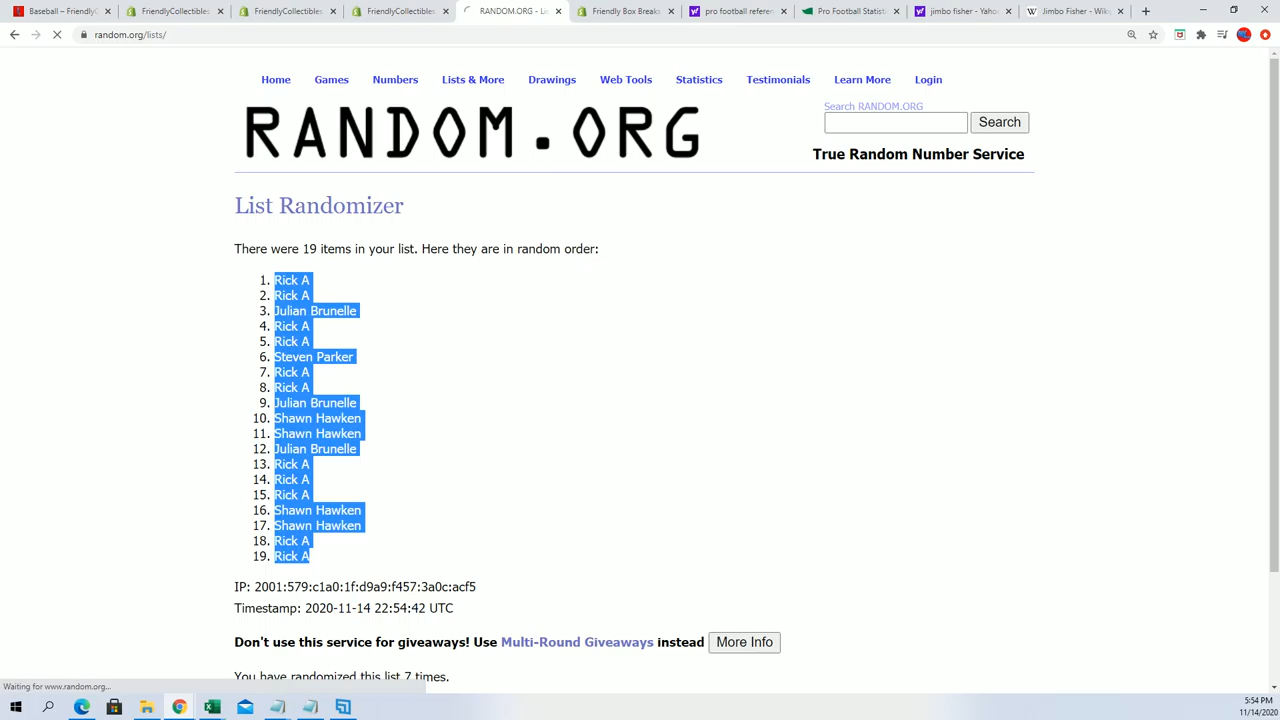 Baseball – FriendlyC
FriendlyCollectibles
FriendlyCollectibles
FriendlyCollectibles
RANDOM.ORG - Li
Friendly Box Breaks
pro football referen
Pro Football Statist
jimbo fisher - Yaho
Jimbo Fisher - Wik
random.org/lists/
Home Games Numbers Lists & More Drawings Web Tools Statistics Testimonials Learn More Login
RANDOM.ORG
Search RANDOM.ORG
Search
True Random Number Service
List Randomizer
There were 19 items in your list. Here they are in random order:
1. Rick A
2. Rick A
3. Julian Brunelle
4. Rick A
5. Rick A
6. Steven Parker
7. Rick A
8. Rick A
9. Julian Brunelle
10. Shawn Hawken
11. Shawn Hawken
12. Julian Brunelle
13. Rick A
14. Rick A
15. Rick A
16. Shawn Hawken
17. Shawn Hawken
18. Rick A
19. Rick A
IP: 2001:579:c1a0:1f:d9a9:f457:3a0c:acf5
Timestamp: 2020-11-14 22:54:42 UTC
Don't use this service for giveaways! Use Multi-Round Giveaways instead More Info
You have randomized this list 7 times.
Waiting for www.random.org...
5:54 PM
11/14/2020